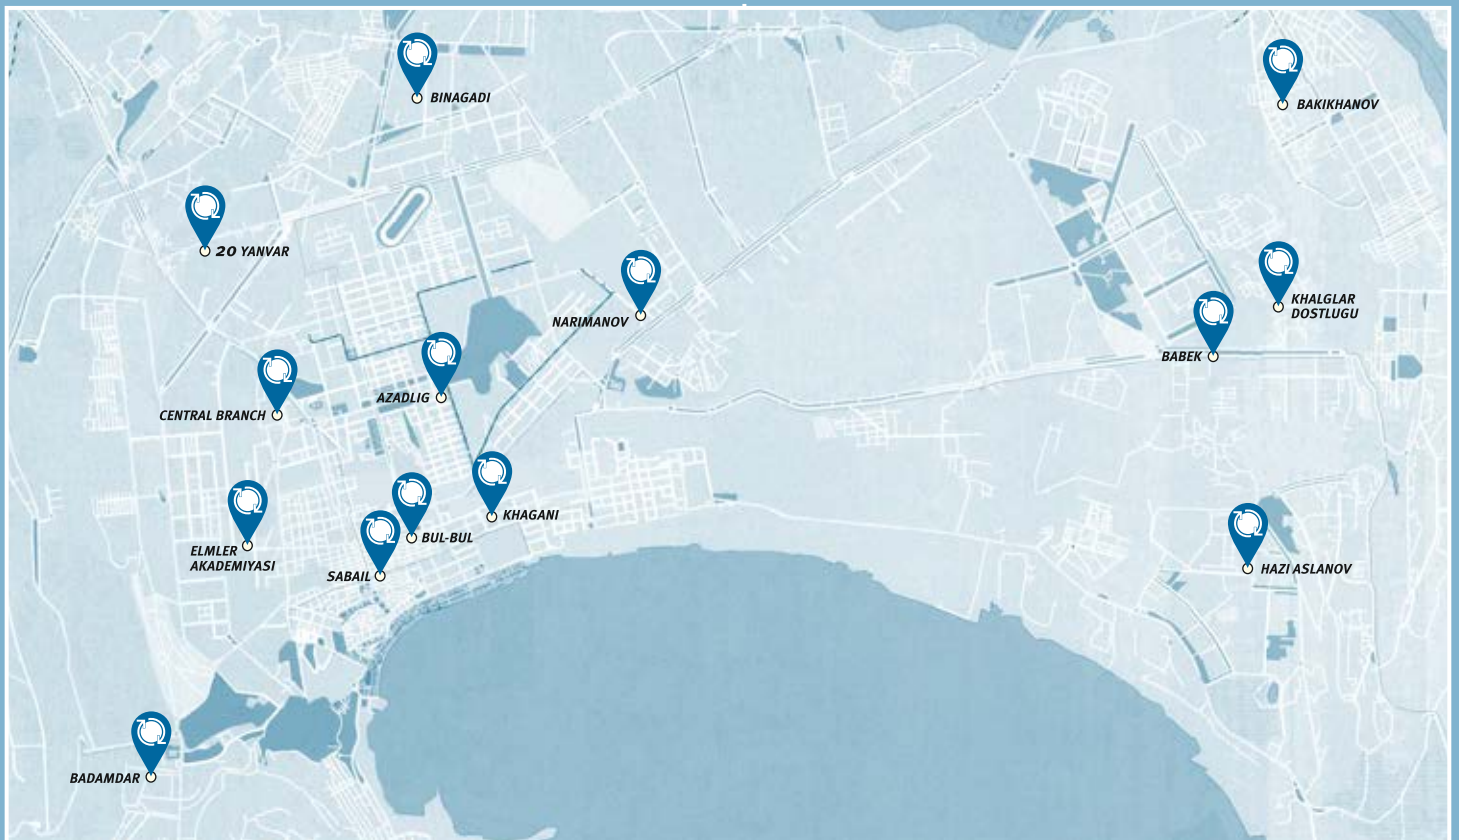 BINAGADI
BAKIKHANOV
20 YANVAR
KHALGLAR
DOSTLUGU
NARIMANOV
BABEK
AZADLIG
CENTRAL BRANCH
KHAGANI
BUL-BUL
ELMLER
AKADEMIYASI
SABAIL
HAZI ASLANOV
BADAMDAR